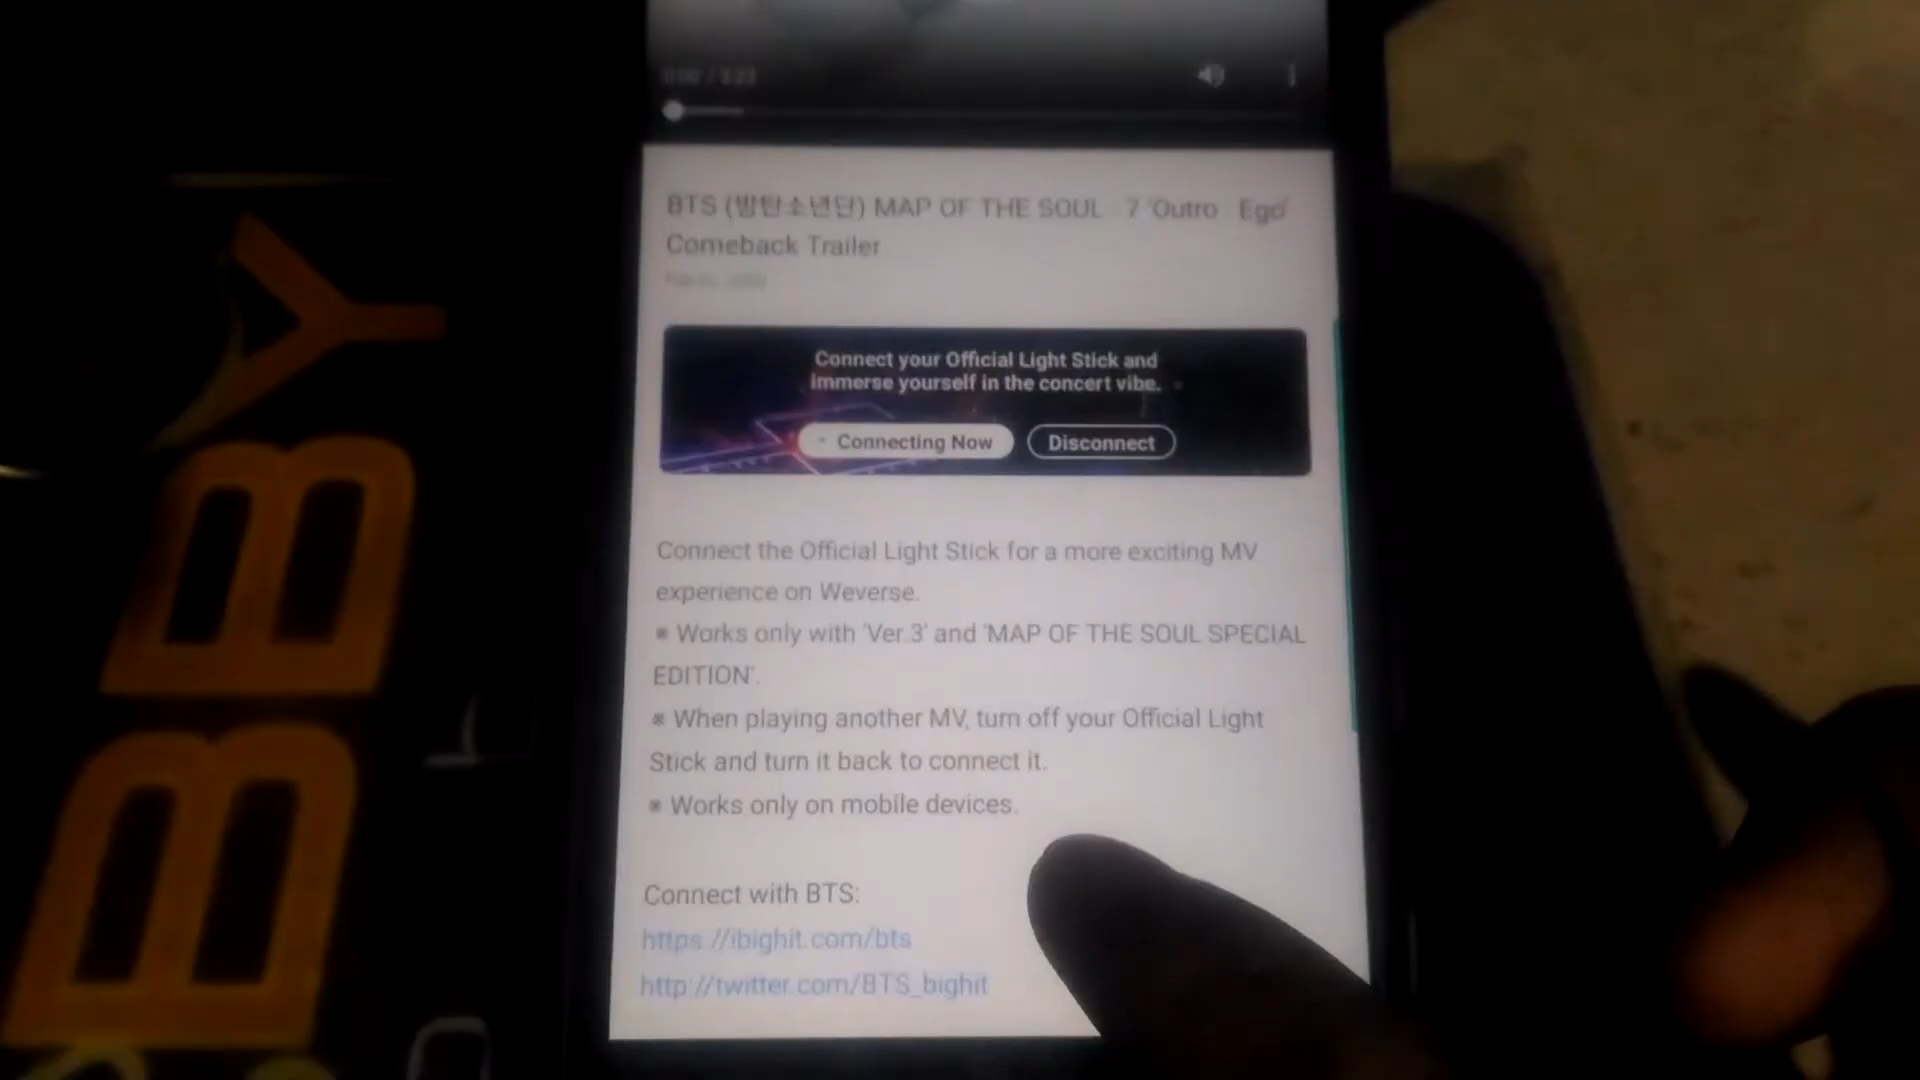 BTS (방탄소년단) MAP OF THE SOUL : 7 'Outro : Ego'
Comeback Trailer
Connect your Official Light Stick and
immerse yourself in the concert vibe.
Connecting Now
Disconnect
Connect the Official Light Stick for a more exciting MV
experience on Weverse.
※ Works only with 'Ver.3' and 'MAP OF THE SOUL SPECIAL
EDITION'.
※ When playing another MV, turn off your Official Light
Stick and turn it back to connect it.
※ Works only on mobile devices.
Connect with BTS:
https://ibighit.com/bts
http://twitter.com/BTS_bighit
BBY